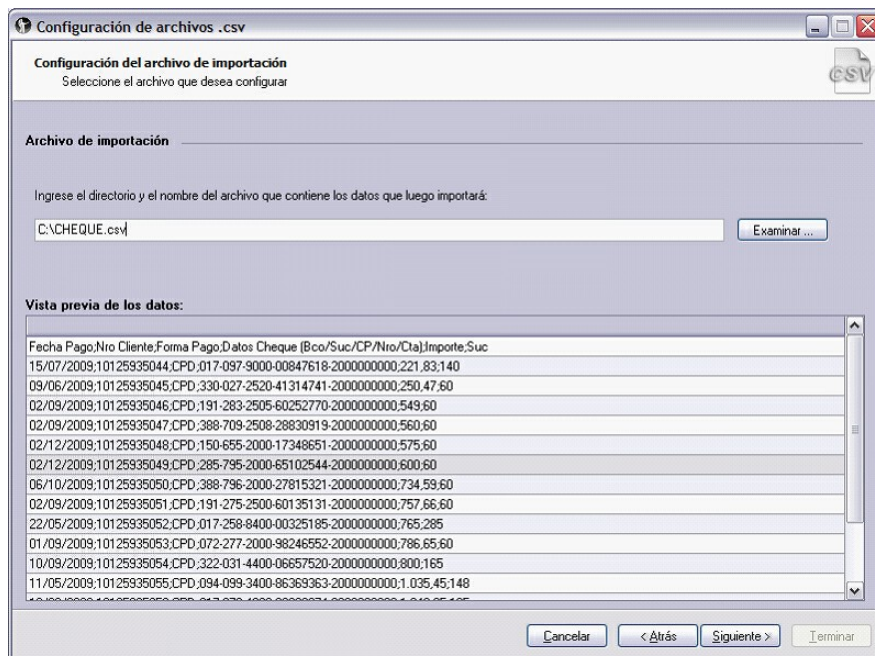 Configuración de archivos .csv
Configuración del archivo de importación
Seleccione el archivo que desea configurar
CSV
Archivo de importación
Ingrese el directorio y el nombre del archivo que contiene los datos que luego importará:
C:\CHEQUE.csv
Examinar ...
Vista previa de los datos:
Fecha Pago;Nro Cliente;Forma Pago;Datos Cheque (Bco/Suc/CP/Nro/Cta);Importe;Suc
15/07/2009;10125935044;CPD;017-097-9000-00847618-2000000000;221,83;140
09/06/2009;10125935045;CPD;330-027-2520-41314741-2000000000;250,47;60
02/09/2009;10125935046;CPD;191-283-2505-60252770-2000000000;549;60
02/09/2009;10125935047;CPD;388-709-2508-28830919-2000000000;560;60
02/12/2009;10125935048;CPD;150-655-2000-17348651-2000000000;575;60
02/12/2009;10125935049;CPD;285-795-2000-65102544-2000000000;600;60
06/10/2009;10125935050;CPD;388-796-2000-27815321-2000000000;734,59;60
02/09/2009;10125935051;CPD;191-275-2500-60135131-2000000000;757,66;60
22/05/2009;10125935052;CPD;017-258-8400-00325185-2000000000;765;285
01/09/2009;10125935053;CPD;072-277-2000-98246552-2000000000;786,65;60
10/09/2009;10125935054;CPD;322-031-4400-06657520-2000000000;800;165
11/05/2009;10125935055;CPD;094-099-3400-86369363-2000000000;1.035,45;148
Cancelar
< Atrás
Siguiente >
Terminar